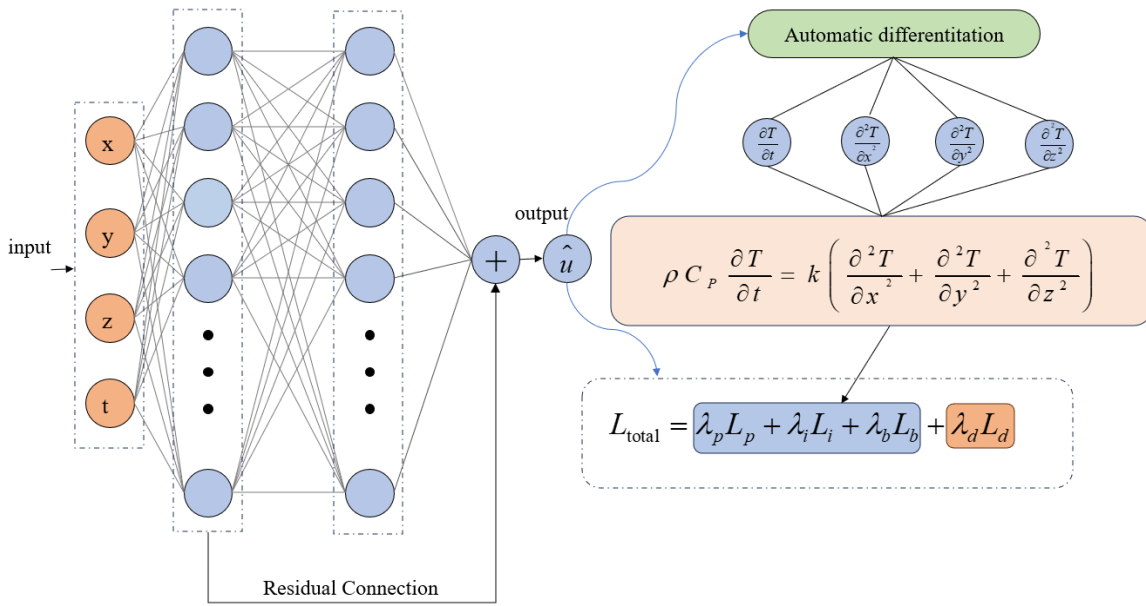 Automatic differentitation
x
y
z
t
input
+
output
û
∂T/∂t
∂²T/∂x²
∂²T/∂y²
∂²T/∂z²
ρ C_P ∂T/∂t = k ( ∂²T/∂x² + ∂²T/∂y² + ∂²T/∂z² )
L_total = λ_p L_p + λ_i L_i + λ_b L_b + λ_d L_d
Residual Connection